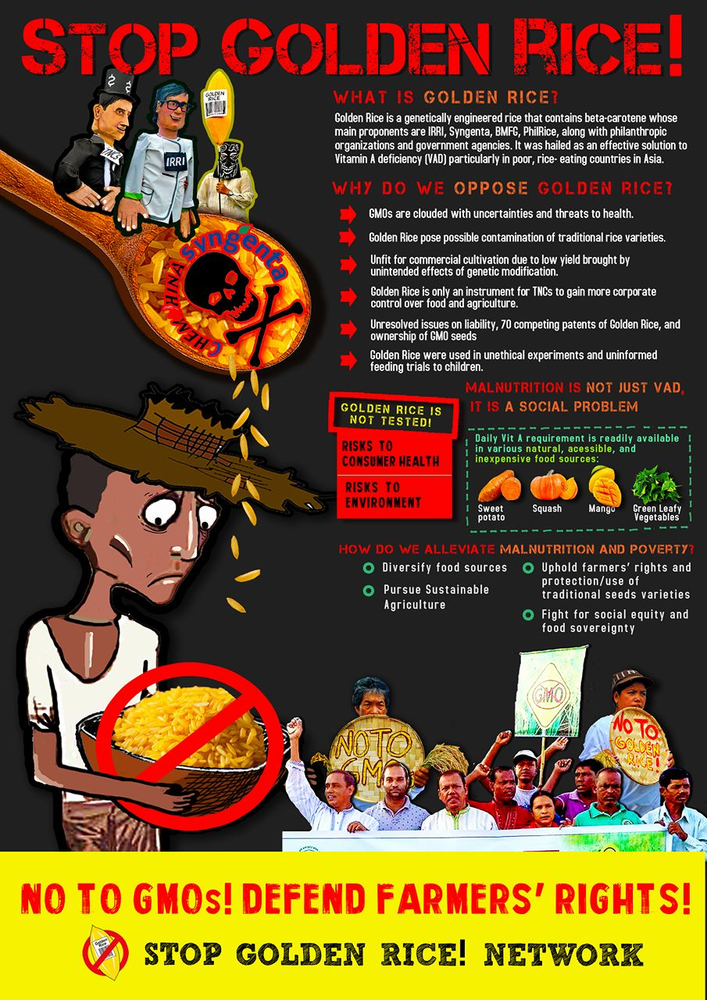 STOP GOLDEN RICE!
WHAT IS GOLDEN RICE?
Golden Rice is a genetically engineered rice that contains beta-carotene whose
main proponents are IRRI, Syngenta, BMFG, PhilRice, along with philanthropic
organizations and government agencies. It was hailed as an effective solution to
Vitamin A deficiency (VAD) particularly in poor, rice- eating countries in Asia.
TNCs
IRRI
GOLDEN
RICE
syngenta
CHEM HINA
WHY DO WE OPPOSE GOLDEN RICE?
GMOs are clouded with uncertainties and threats to health.
Golden Rice pose possible contamination of traditional rice varieties.
Unfit for commercial cultivation due to low yield brought by
unintended effects of genetic modification.
Golden Rice is only an instrument for TNCs to gain more corporate
control over food and agriculture.
Unresolved issues on liability, 70 competing patents of Golden Rice, and
ownership of GMO seeds
Golden Rice were used in unethical experiments and uninformed
feeding trials to children.
GOLDEN RICE IS
NOT TESTED!
RISKS TO
CONSUMER HEALTH
RISKS TO
ENVIRONMENT
MALNUTRITION IS NOT JUST VAD,
IT IS A SOCIAL PROBLEM
Daily Vit A requirement is readily available
in various natural, acessible, and
inexpensive food sources:
Sweet
potato
Squash
Mango
Green Leafy
Vegetables
HOW DO WE ALLEVIATE MALNUTRITION AND POVERTY?
Diversify food sources
Pursue Sustainable
Agriculture
Uphold farmers' rights and
protection/use of
traditional seeds varieties
Fight for social equity and
food sovereignty
NO TO
GMO
GMO
NO TO
GOLDEN
RICE!
NO TO GMOs! DEFEND FARMERS' RIGHTS!
Golden
Rice
STOP GOLDEN RICE! NETWORK